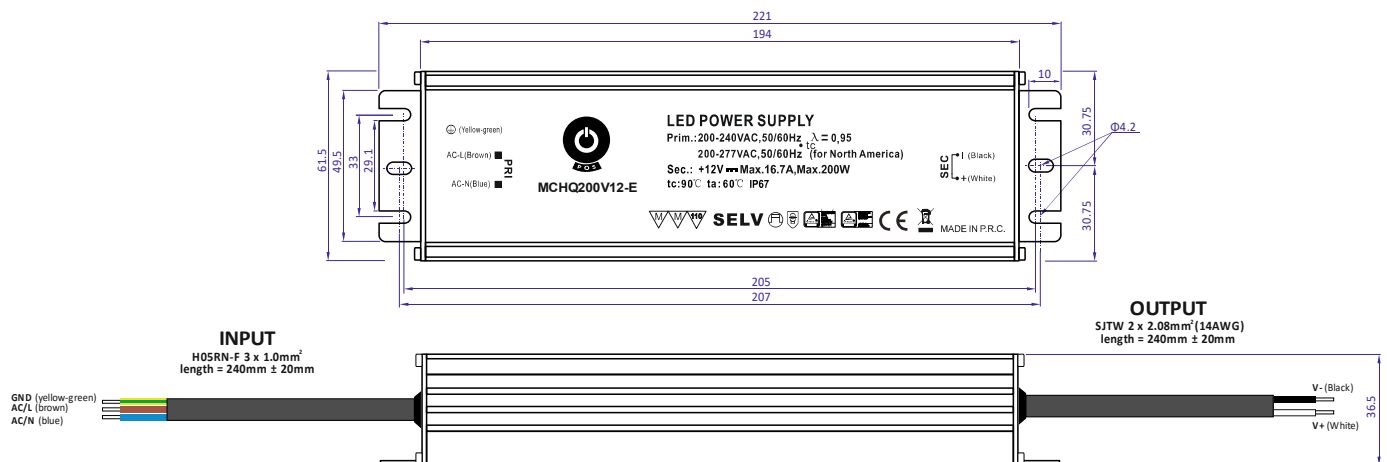 221
194
10
61.5
49.5
33
29.1
30.75
Φ4.2
30.75
(Yellow-green)
AC-L(Brown)
AC-N(Blue)
PRI
POS
MCHQ200V12-E
LED POWER SUPPLY
Prim.:200-240VAC,50/60Hz λ=0,95
tc
200-277VAC,50/60Hz (for North America)
Sec.: +12V Max.16.7A,Max.200W
tc:90℃ ta:60℃ IP67
M M 110 SELV CE
MADE IN P.R.C.
SEC
- (Black)
+(White)
205
207
INPUT
H05RN-F 3 x 1.0mm²
length = 240mm ± 20mm
GND (yellow-green)
AC/L (brown)
AC/N (blue)
OUTPUT
SJTW 2 x 2.08mm²(14AWG)
length = 240mm ± 20mm
V- (Black)
V+ (White)
36.5